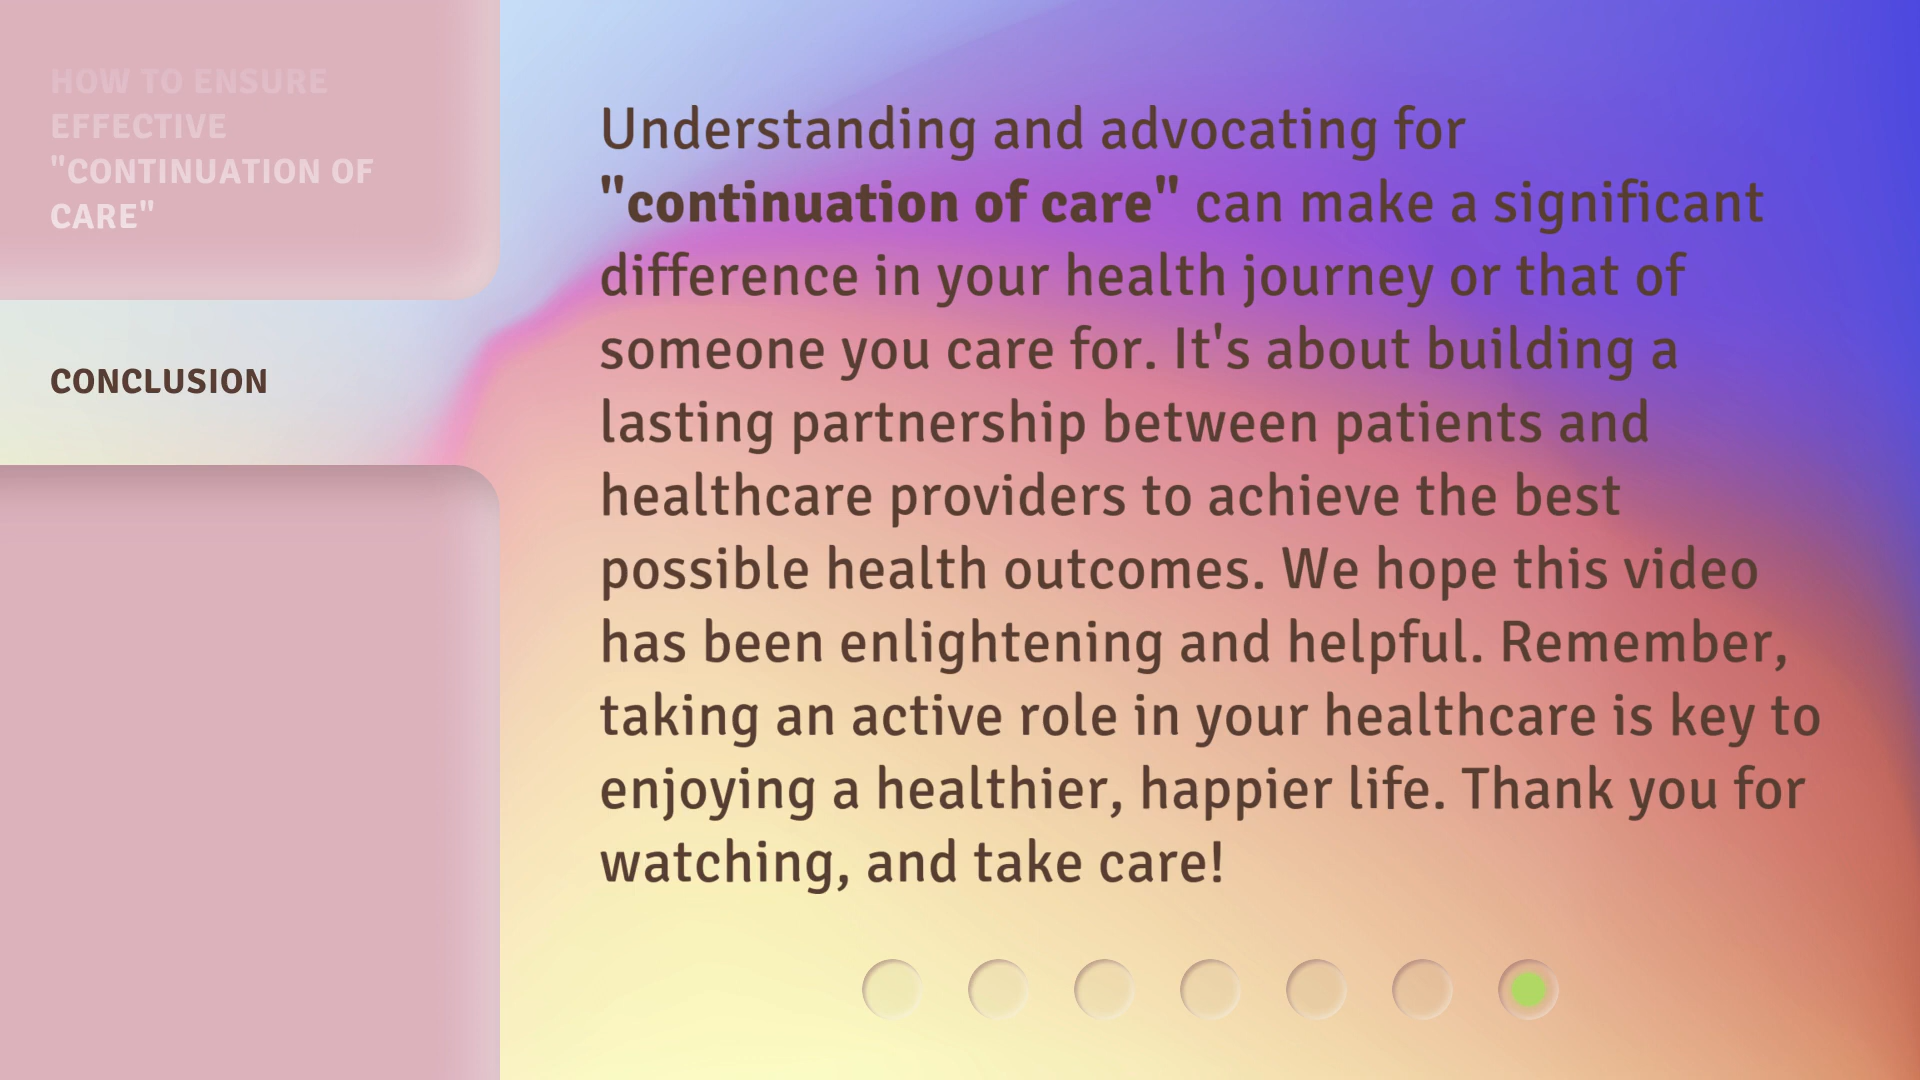 HOW TO ENSURE
EFFECTIVE
"CONTINUATION OF
CARE"
CONCLUSION
Understanding and advocating for
"continuation of care" can make a significant
difference in your health journey or that of
someone you care for. It's about building a
lasting partnership between patients and
healthcare providers to achieve the best
possible health outcomes. We hope this video
has been enlightening and helpful. Remember,
taking an active role in your healthcare is key to
enjoying a healthier, happier life. Thank you for
watching, and take care!